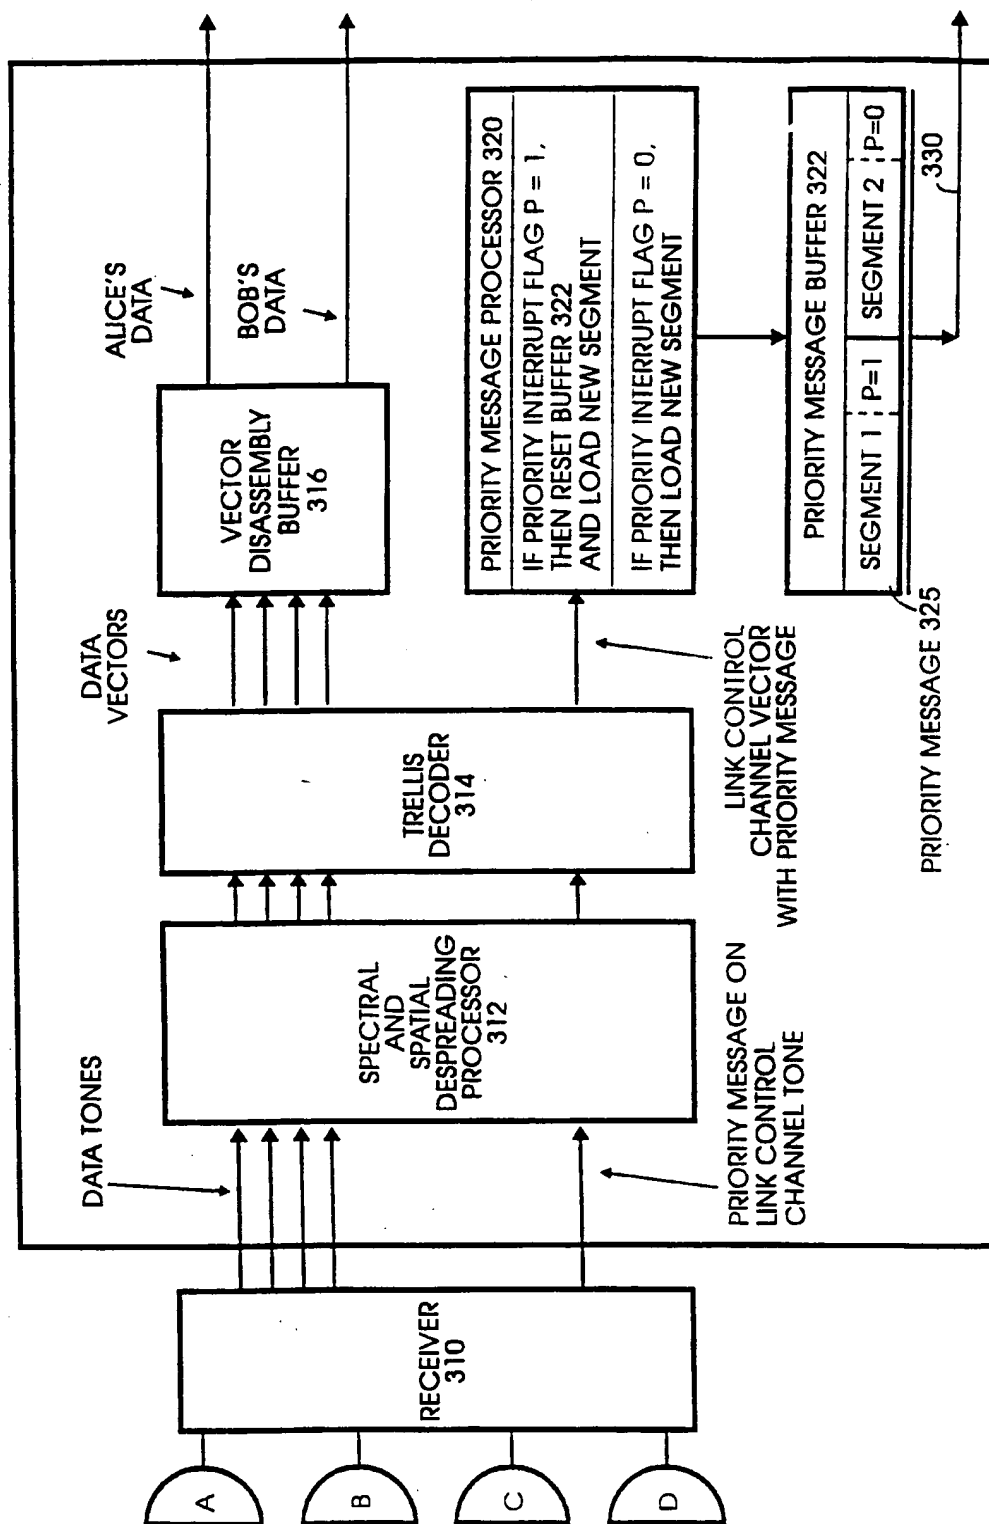 A
B
C
D
RECEIVER
310
DATA TONES
PRIORITY MESSAGE ON
LINK CONTROL
CHANNEL TONE
SPECTRAL
AND
SPATIAL
DESPREADING
PROCESSOR
312
TRELLIS
DECODER
314
DATA
VECTORS
LINK CONTROL
CHANNEL VECTOR
WITH PRIORITY MESSAGE
VECTOR
DISASSEMBLY
BUFFER
316
ALICE'S
DATA
BOB'S
DATA
PRIORITY MESSAGE PROCESSOR 320
IF PRIORITY INTERRUPT FLAG P = 1,
THEN RESET BUFFER 322
AND LOAD NEW SEGMENT
IF PRIORITY INTERRUPT FLAG P = 0,
THEN LOAD NEW SEGMENT
PRIORITY MESSAGE BUFFER 322
SEGMENT 1 P=1 SEGMENT 2 P=0
PRIORITY MESSAGE 325
330